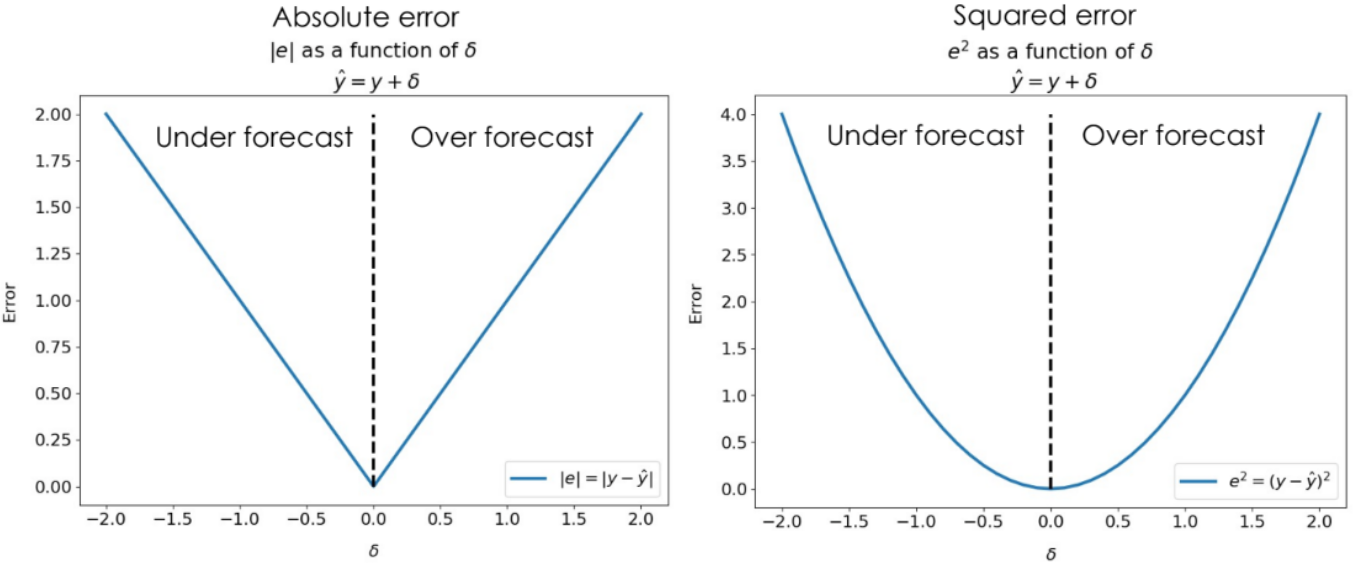 Absolute error
|e| as a function of δ
ŷ = y + δ
Under forecast
Over forecast
2.00
1.75
1.50
1.25
1.00
0.75
0.50
0.25
0.00
Error
|e| = |y − ŷ|
−2.0 −1.5 −1.0 −0.5 0.0 0.5 1.0 1.5 2.0
δ
Squared error
e² as a function of δ
ŷ = y + δ
Under forecast
Over forecast
4.0
3.5
3.0
2.5
2.0
1.5
1.0
0.5
0.0
Error
e² = (y − ŷ)²
−2.0 −1.5 −1.0 −0.5 0.0 0.5 1.0 1.5 2.0
δ